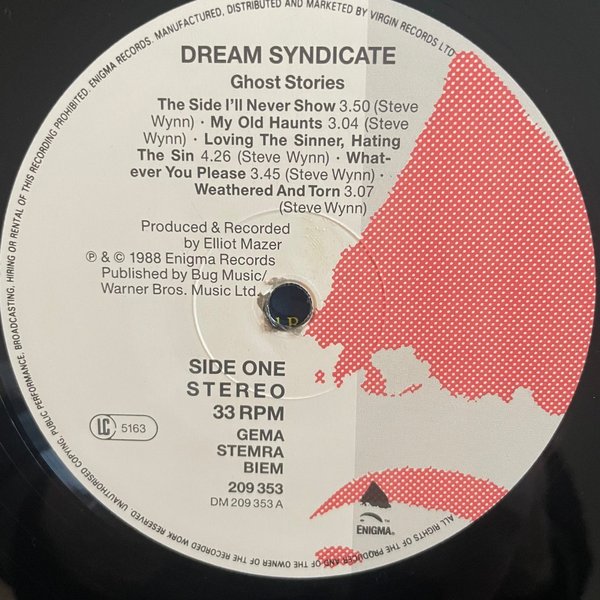 ENIGMA RECORDS. MANUFACTURED, DISTRIBUTED AND MARKETED BY VIRGIN RECORDS LTD
DREAM SYNDICATE
Ghost Stories
The Side I'll Never Show 3.50 (Steve
Wynn) · My Old Haunts 3.04 (Steve
Wynn) · Loving The Sinner, Hating
The Sin 4.26 (Steve Wynn) · What-
ever You Please 3.45 (Steve Wynn) ·
Weathered And Torn 3.07
(Steve Wynn)
Produced & Recorded
by Elliot Mazer
℗ & © 1988 Enigma Records
Published by Bug Music/
Warner Bros. Music Ltd.
SIDE ONE
STEREO
33 RPM
LC 5163
GEMA
STEMRA
BIEM
209 353
DM 209 353 A
ENIGMA
ALL RIGHTS OF THE PRODUCER AND OF THE OWNER OF THE RECORDED WORK RESERVED. UNAUTHORISED COPYING, PUBLIC PERFORMANCE, BROADCASTING, HIRING OR RENTAL OF THIS RECORDING PROHIBITED.